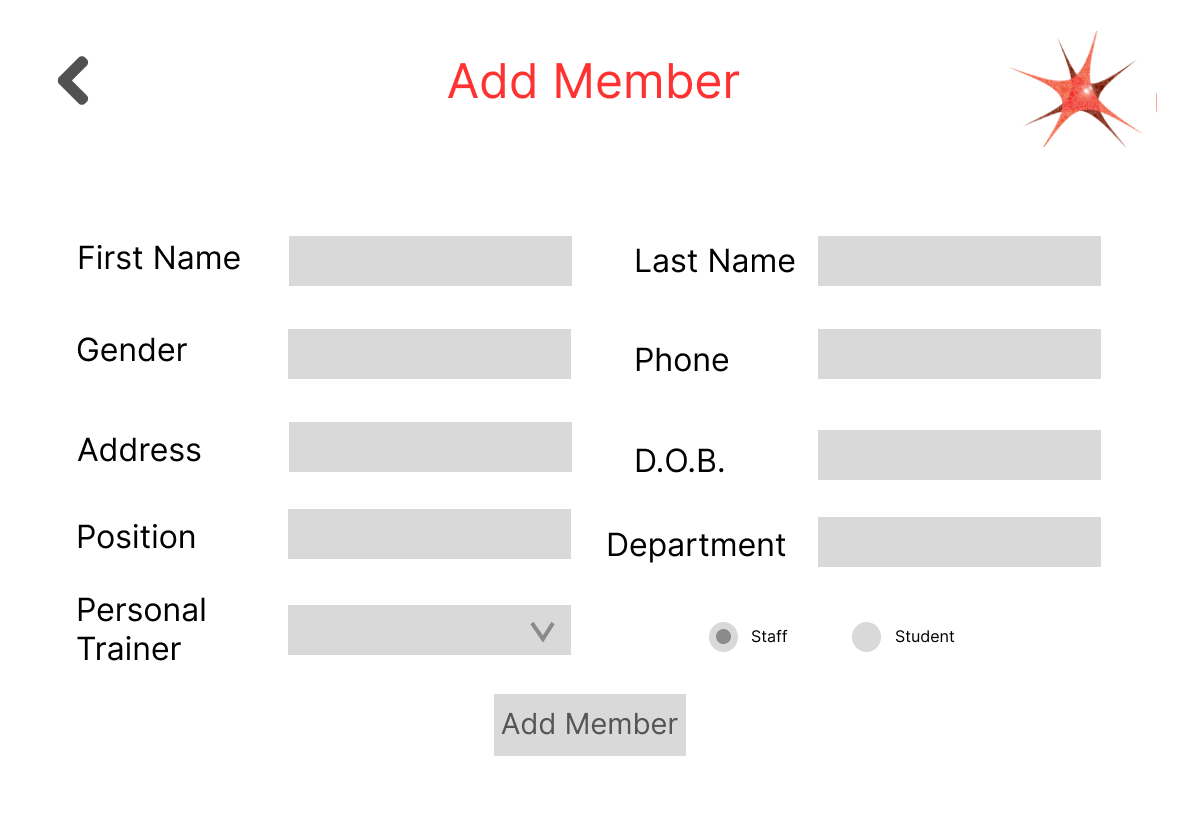 Add Member
First Name
Last Name
Gender
Phone
Address
D.O.B.
Position
Department
Personal
Trainer
Staff
Student
Add Member